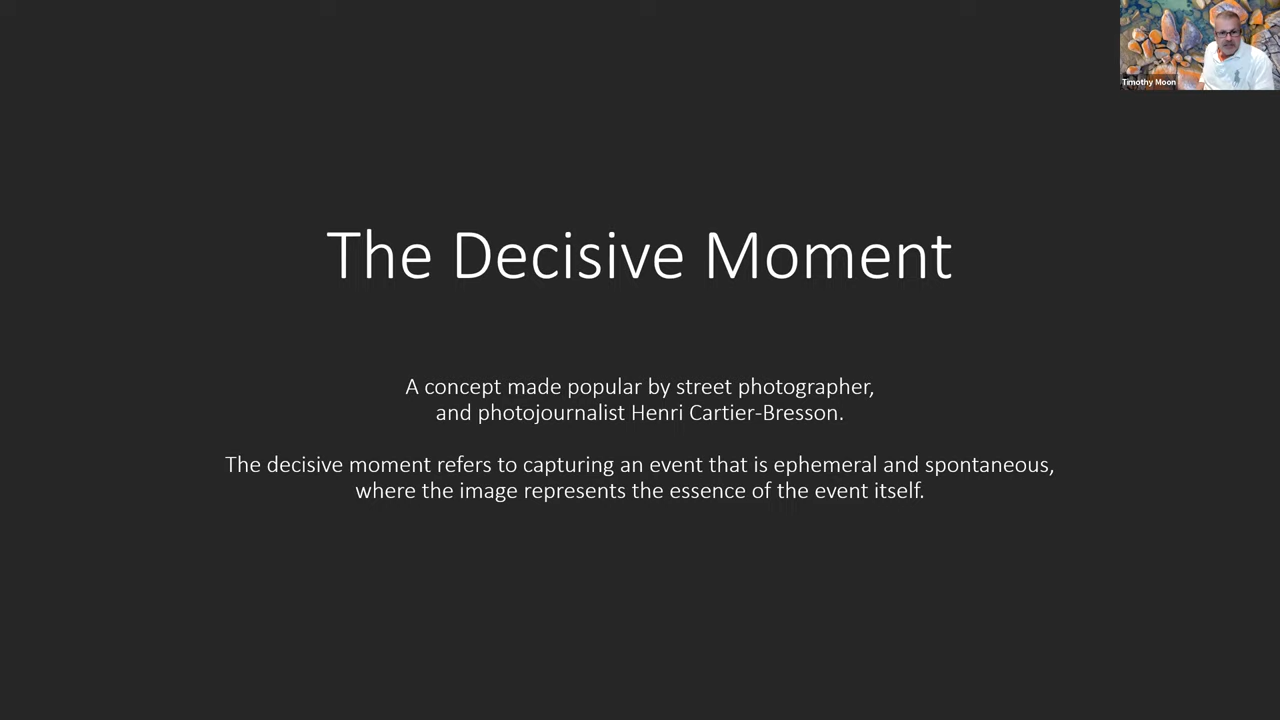 Timothy Moon
The Decisive Moment
A concept made popular by street photographer,
and photojournalist Henri Cartier-Bresson.
The decisive moment refers to capturing an event that is ephemeral and spontaneous,
where the image represents the essence of the event itself.